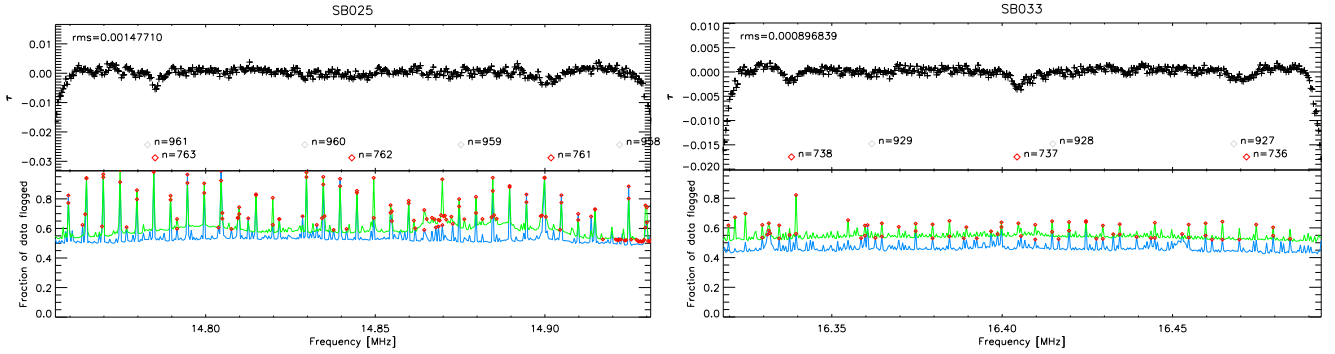 SB025
rms=0.00147710
0.01
0.00
−0.01
−0.02
−0.03
τ
n=961
n=960
n=959
n=958
n=763
n=762
n=761
0.8
0.6
0.4
0.2
0.0
Fraction of data flagged
14.80
14.85
14.90
Frequency [MHz]
SB033
rms=0.000896839
0.010
0.005
0.000
−0.005
−0.010
−0.015
−0.020
τ
n=929
n=928
n=927
n=738
n=737
n=736
0.8
0.6
0.4
0.2
0.0
Fraction of data flagged
16.35
16.40
16.45
Frequency [MHz]